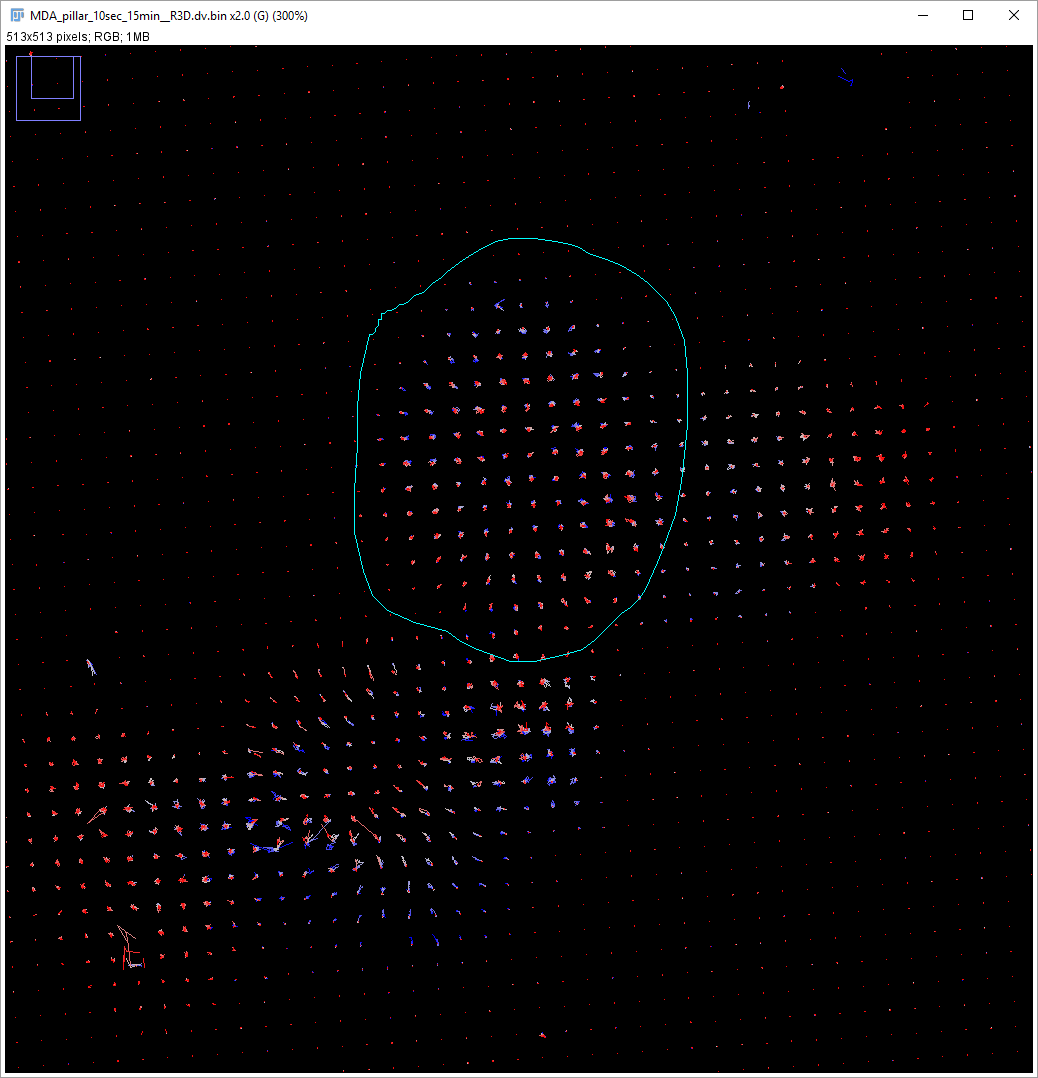 MDA_pillar_10sec_15min__R3D.dv.bin x2.0 (G) (300%)
513x513 pixels; RGB; 1MB